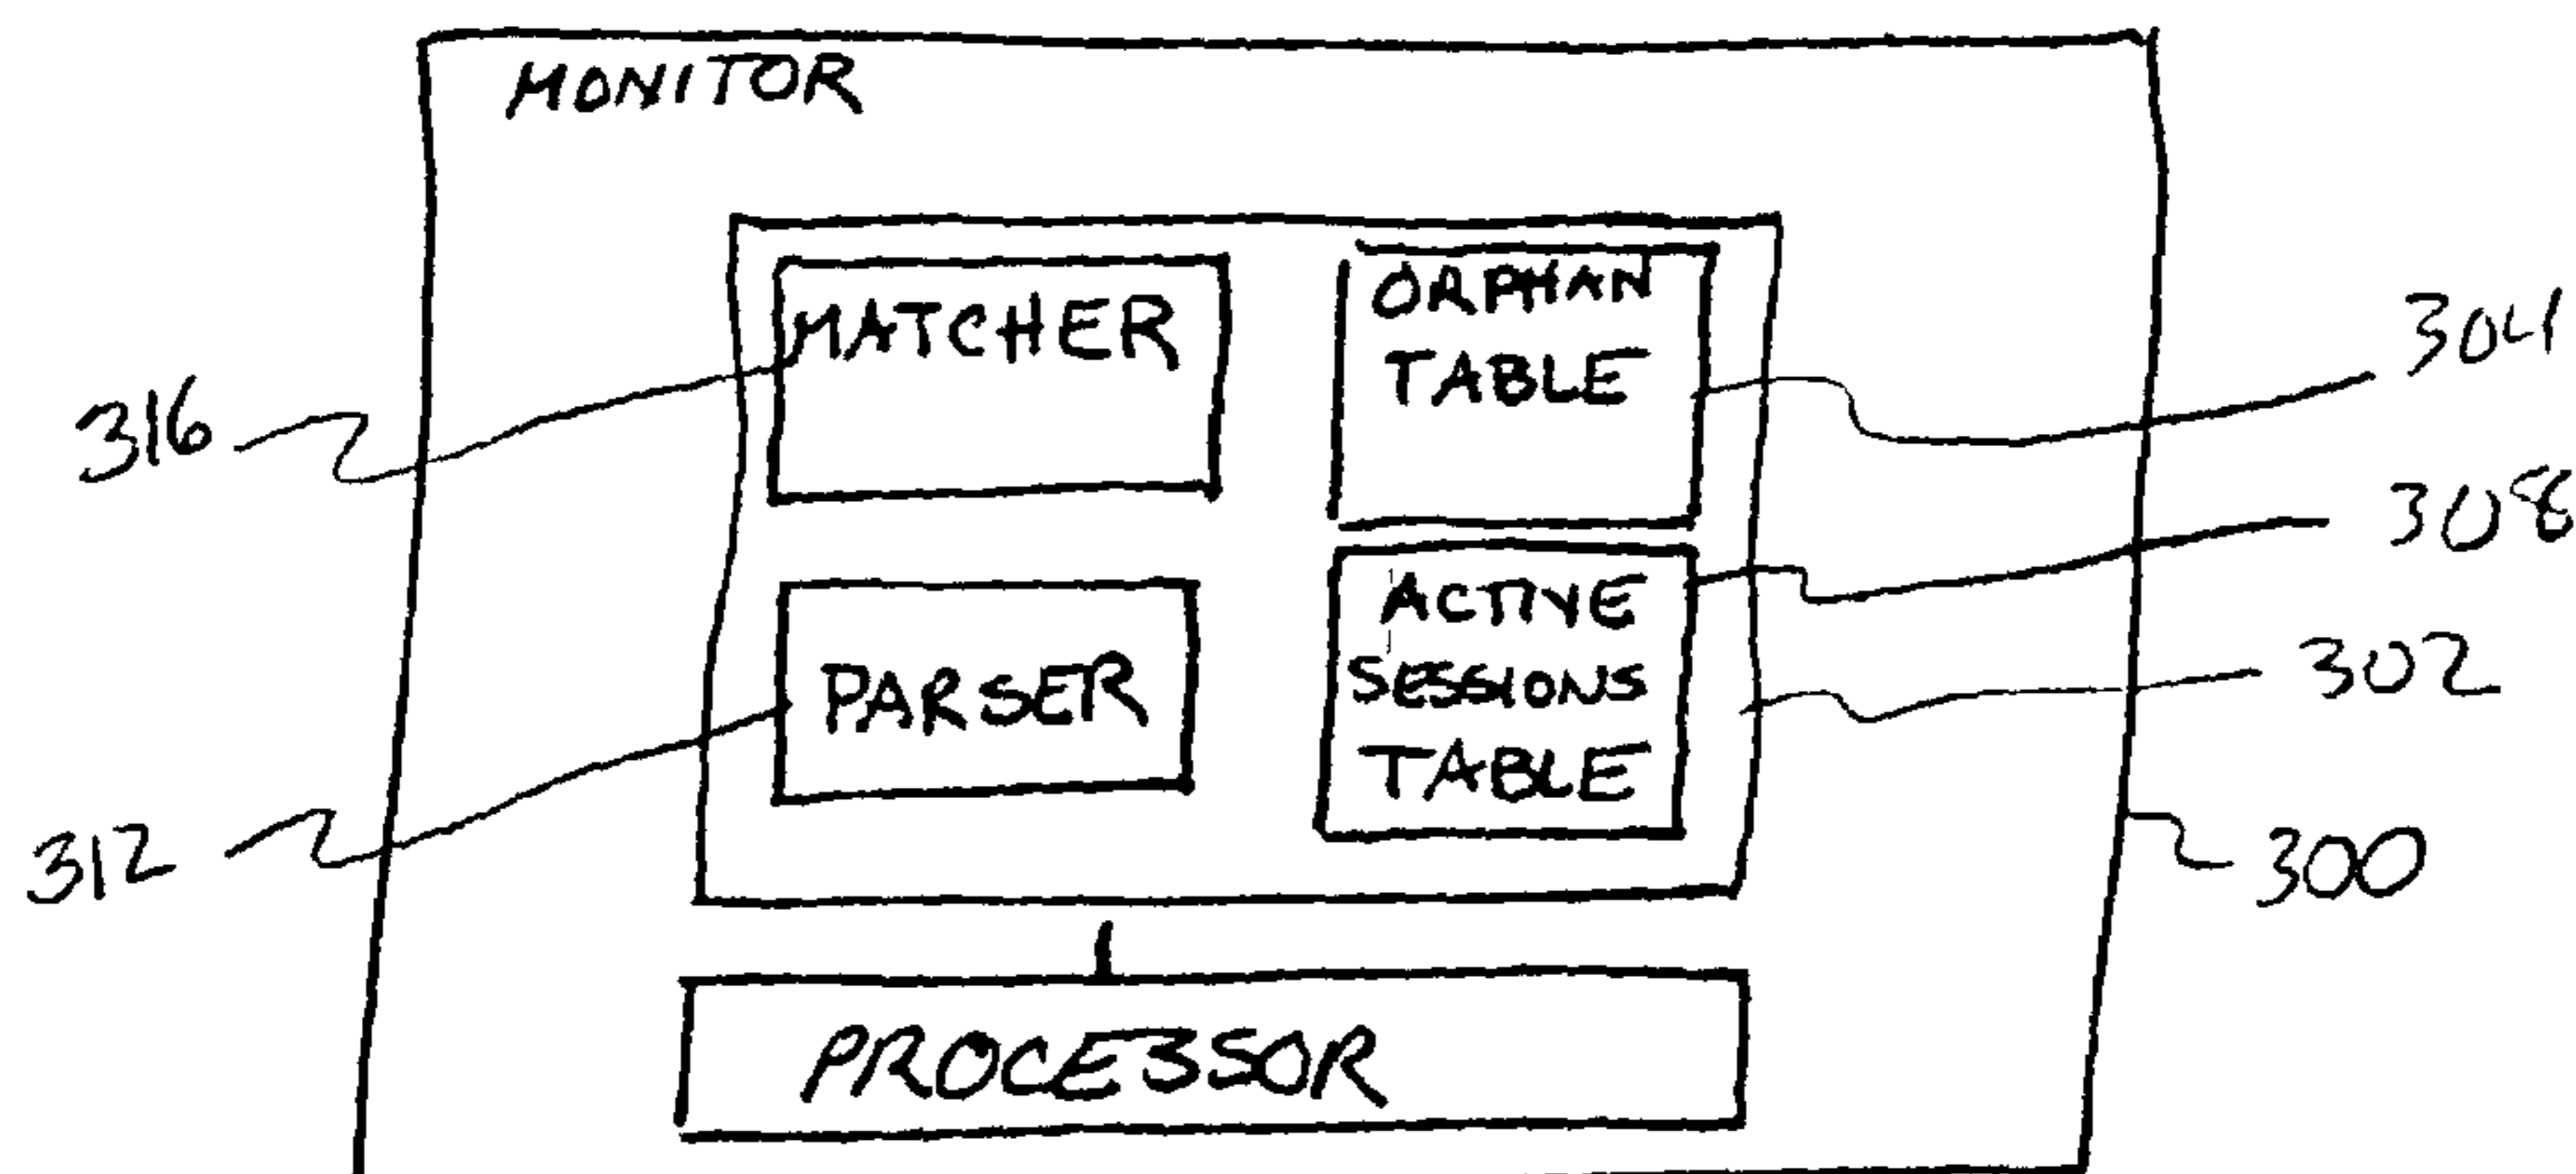 MONITOR
MATCHER
ORPHAN
TABLE
304
316
308
ACTIVE
SESSIONS
TABLE
PARSER
302
312
300
PROCESSOR